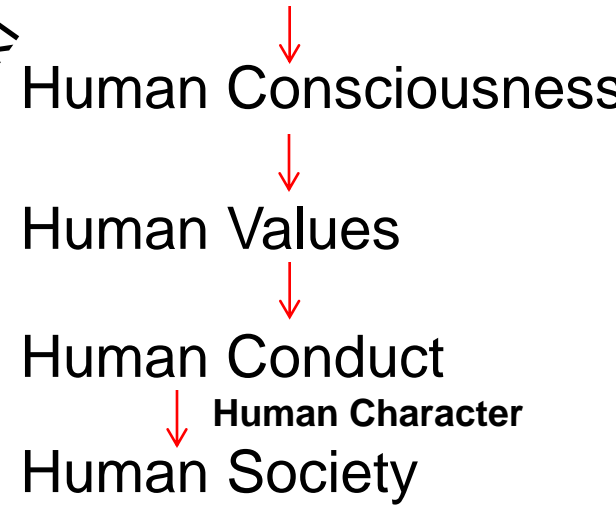 Human Consciousness
Human Values
Human Conduct
Human Character
Human Society